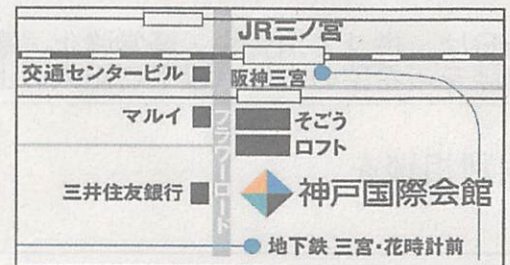 JR三ノ宮
交通センタービル
阪神三宮
マルイ
フラワーロード
そごう
ロフト
三井住友銀行
神戸国際会館
地下鉄 三宮・花時計前